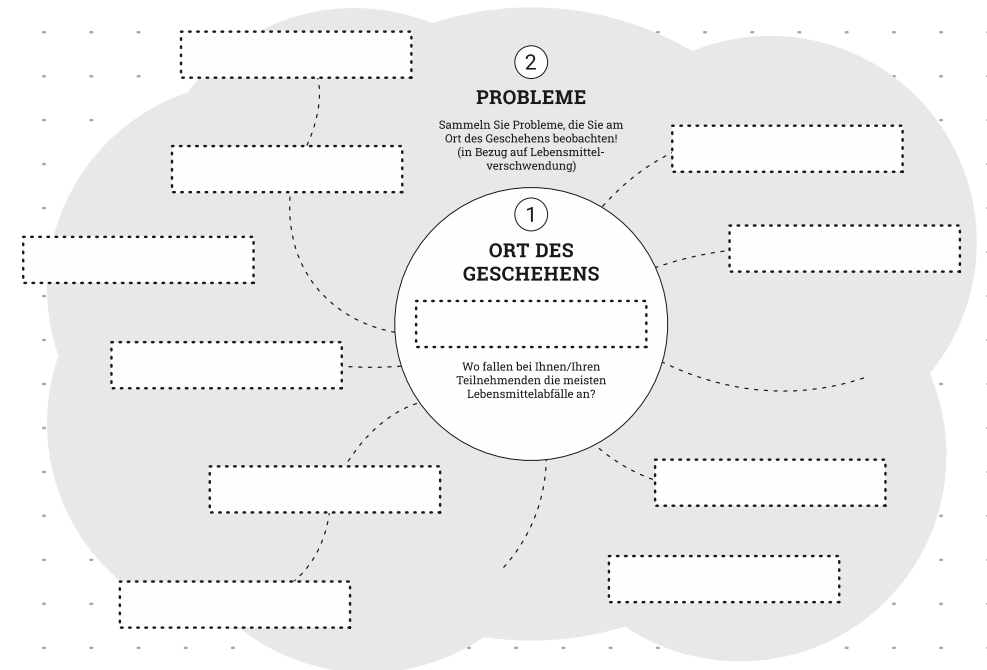 2
PROBLEME
Sammeln Sie Probleme, die Sie am
Ort des Geschehens beobachten!
(in Bezug auf Lebensmittel-
verschwendung)
1
ORT DES
GESCHEHENS
Wo fallen bei Ihnen/Ihren
Teilnehmenden die meisten
Lebensmittelabfälle an?